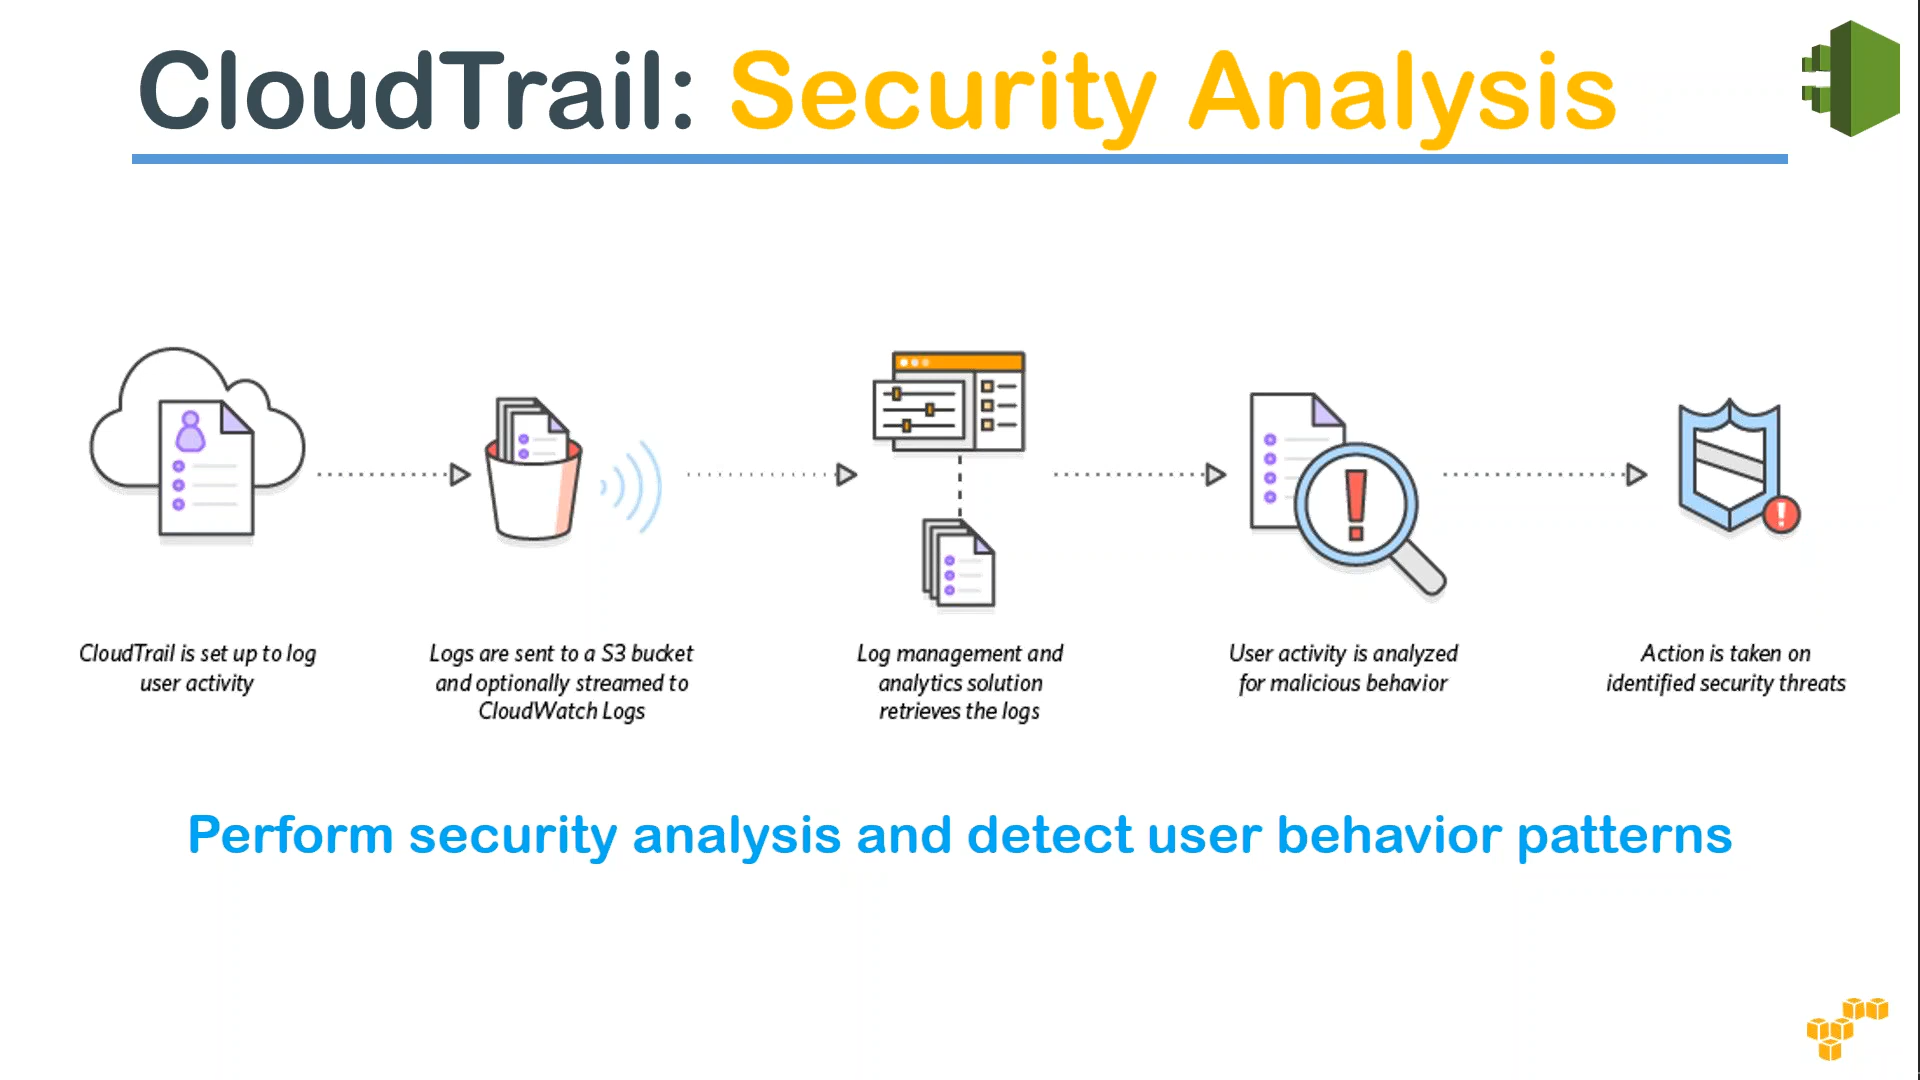 CloudTrail: Security Analysis
CloudTrail is set up to log
user activity
Logs are sent to a S3 bucket
and optionally streamed to
CloudWatch Logs
Log management and
analytics solution
retrieves the logs
User activity is analyzed
for malicious behavior
Action is taken on
identified security threats
Perform security analysis and detect user behavior patterns